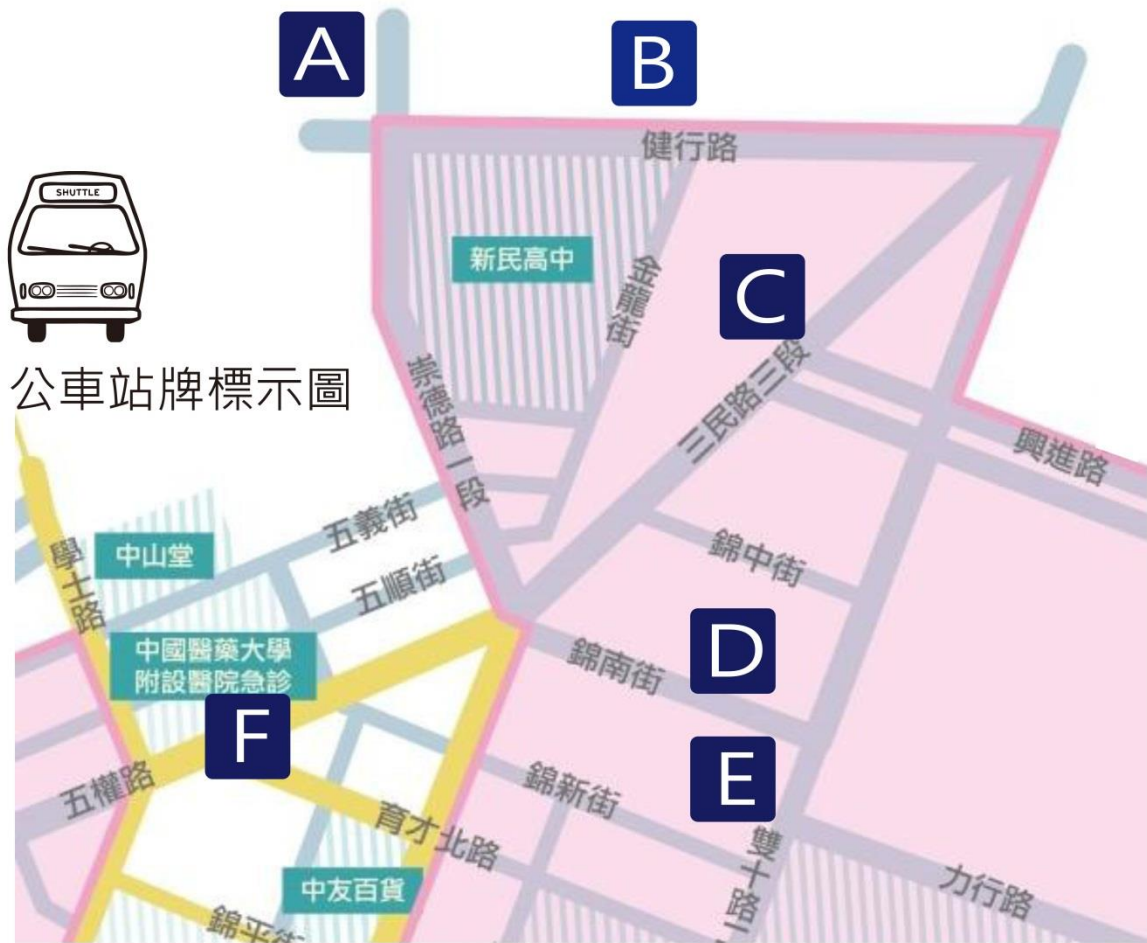 A
B
健行路
SHUTTLE
新民高中
金龍街
C
公車站牌標示圖
崇德路一段
三民路三段
興進路
五義街
中山堂
學士路
錦中街
五順街
中國醫藥大學
附設醫院急診
錦南街
D
F
E
五權路
錦新街
育才北路
雙十路
力行路
中友百貨
錦平街